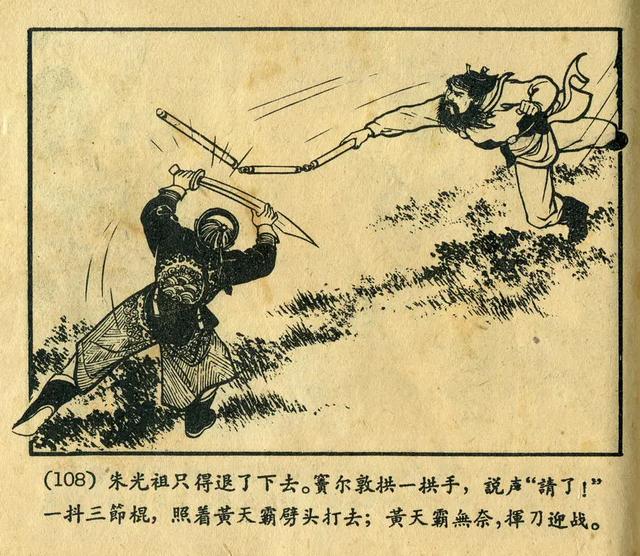 (108) 朱光祖只得退了下去。竇尔敦拱一拱手，説声“請了！”
一抖三節棍，照着黃天霸劈头打去；黃天霸無奈，揮刀迎战。